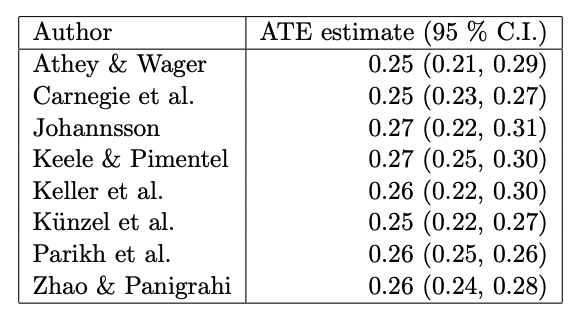 Author ATE estimate (95 % C.I.)
Athey & Wager 0.25 (0.21, 0.29)
Carnegie et al. 0.25 (0.23, 0.27)
Johannsson 0.27 (0.22, 0.31)
Keele & Pimentel 0.27 (0.25, 0.30)
Keller et al. 0.26 (0.22, 0.30)
Künzel et al. 0.25 (0.22, 0.27)
Parikh et al. 0.26 (0.25, 0.26)
Zhao & Panigrahi 0.26 (0.24, 0.28)